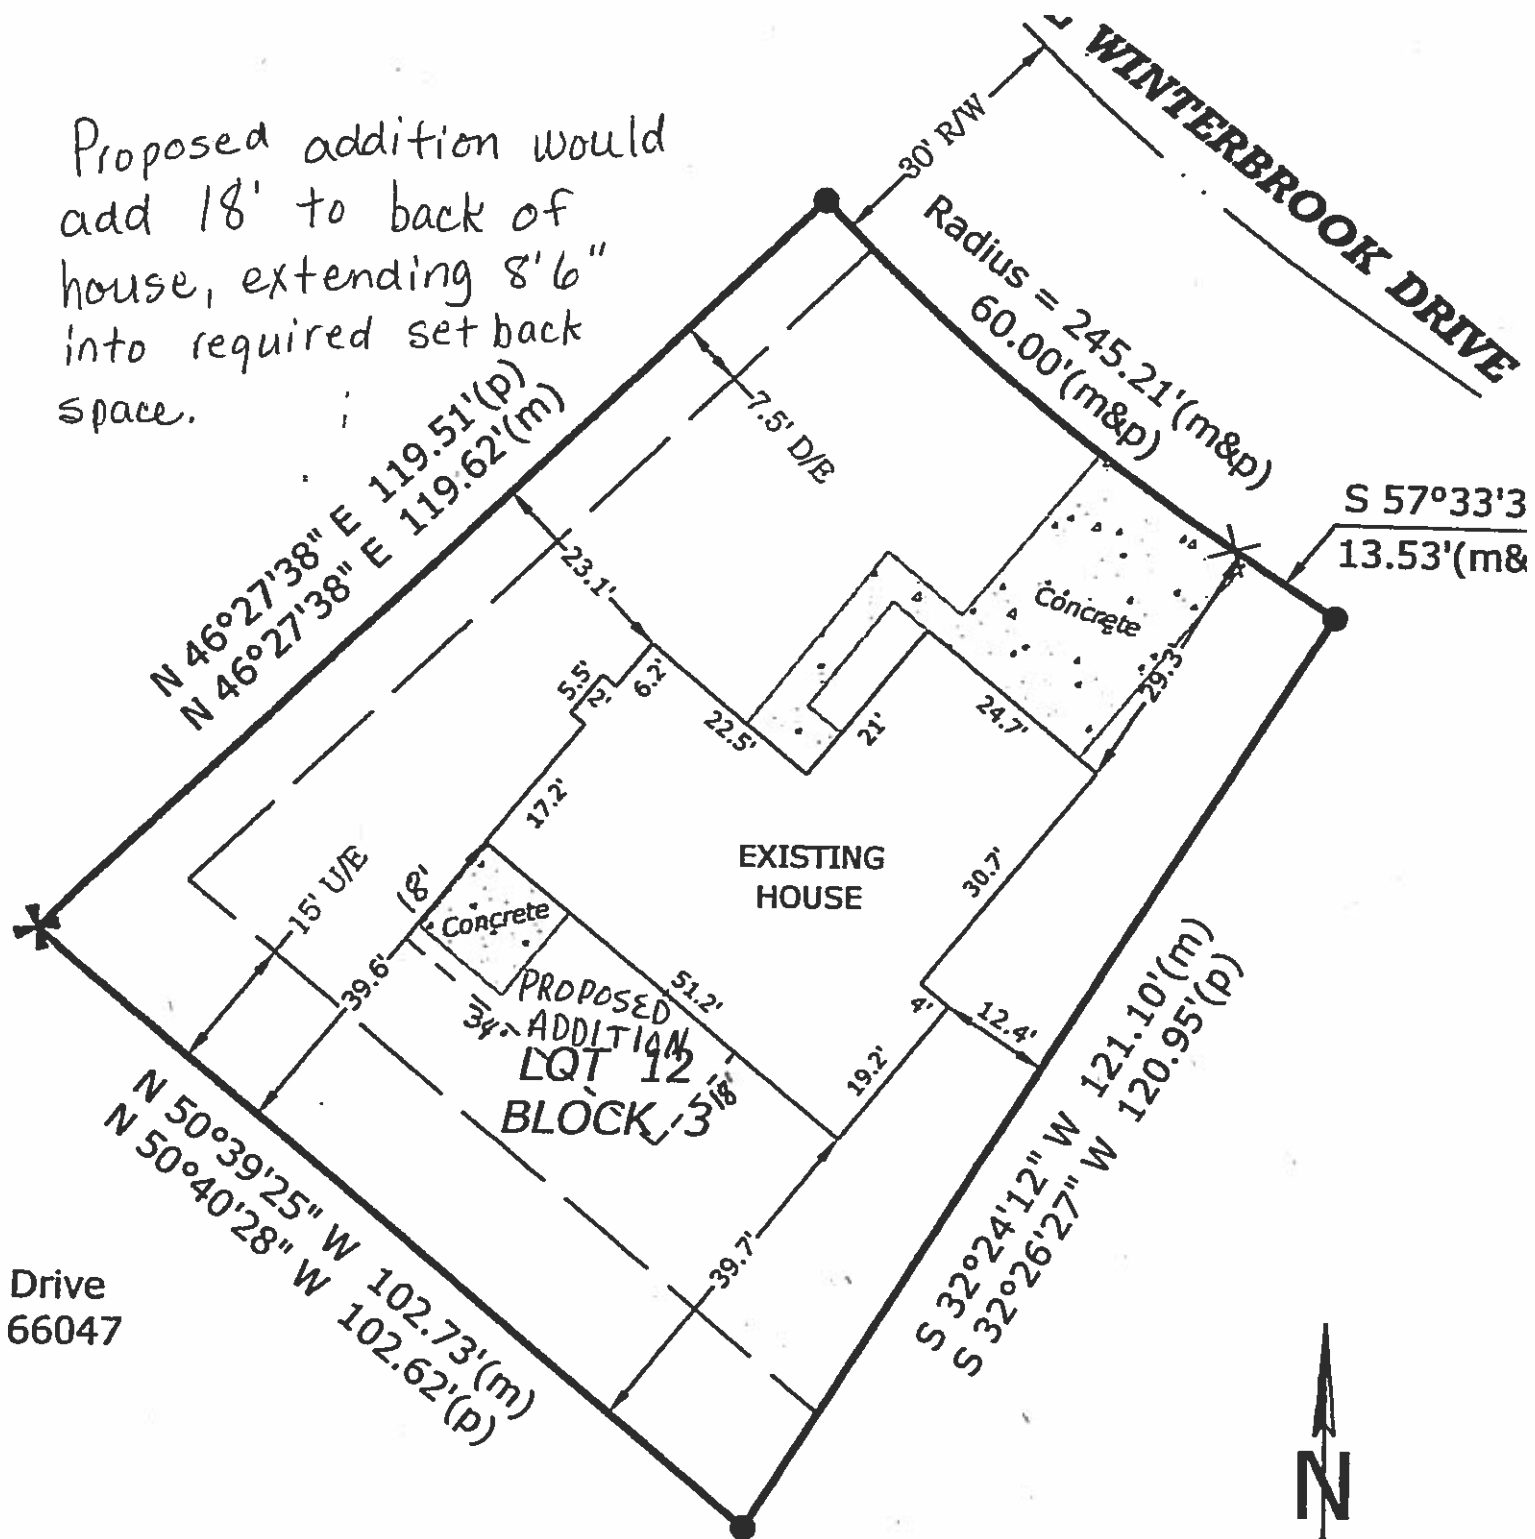 WINTERBROOK DRIVE
30' R/W
Proposed addition would
add 18' to back of
house, extending 8'6"
into required set back
space.
Radius = 245.21'(m&p)
60.00'(m&p)
N 46°27'38" E 119.51'(p)
N 46°27'38" E 119.62'(m)
7.5' D/E
S 57°33'3
13.53'(m&
23.1'
Concrete
29.3'
5.5'
2'
6.2'
22.5'
21'
24.7'
17.2'
EXISTING
HOUSE
30.7'
15' U/E
18'
Concrete
39.6'
34'
PROPOSED
ADDITION
51.2'
4'
12.4'
LOT 12
BLOCK 3
18'
19.2'
N 50°39'25" W 102.73'(m)
N 50°40'28" W 102.62'(p)
S 32°24'12" W 121.10'(m)
S 32°26'27" W 120.95'(p)
39.7'
Drive
66047
N